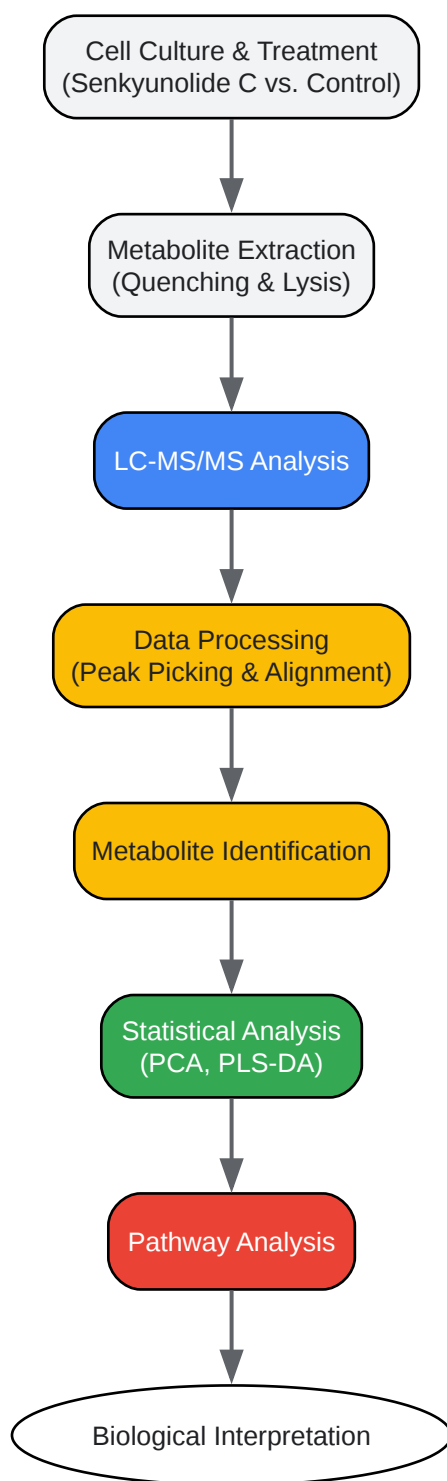 Cell Culture & Treatment
(Senkyunolide C vs. Control)
Metabolite Extraction
(Quenching & Lysis)
LC-MS/MS Analysis
Data Processing
(Peak Picking & Alignment)
Metabolite Identification
Statistical Analysis
(PCA, PLS-DA)
Pathway Analysis
Biological Interpretation